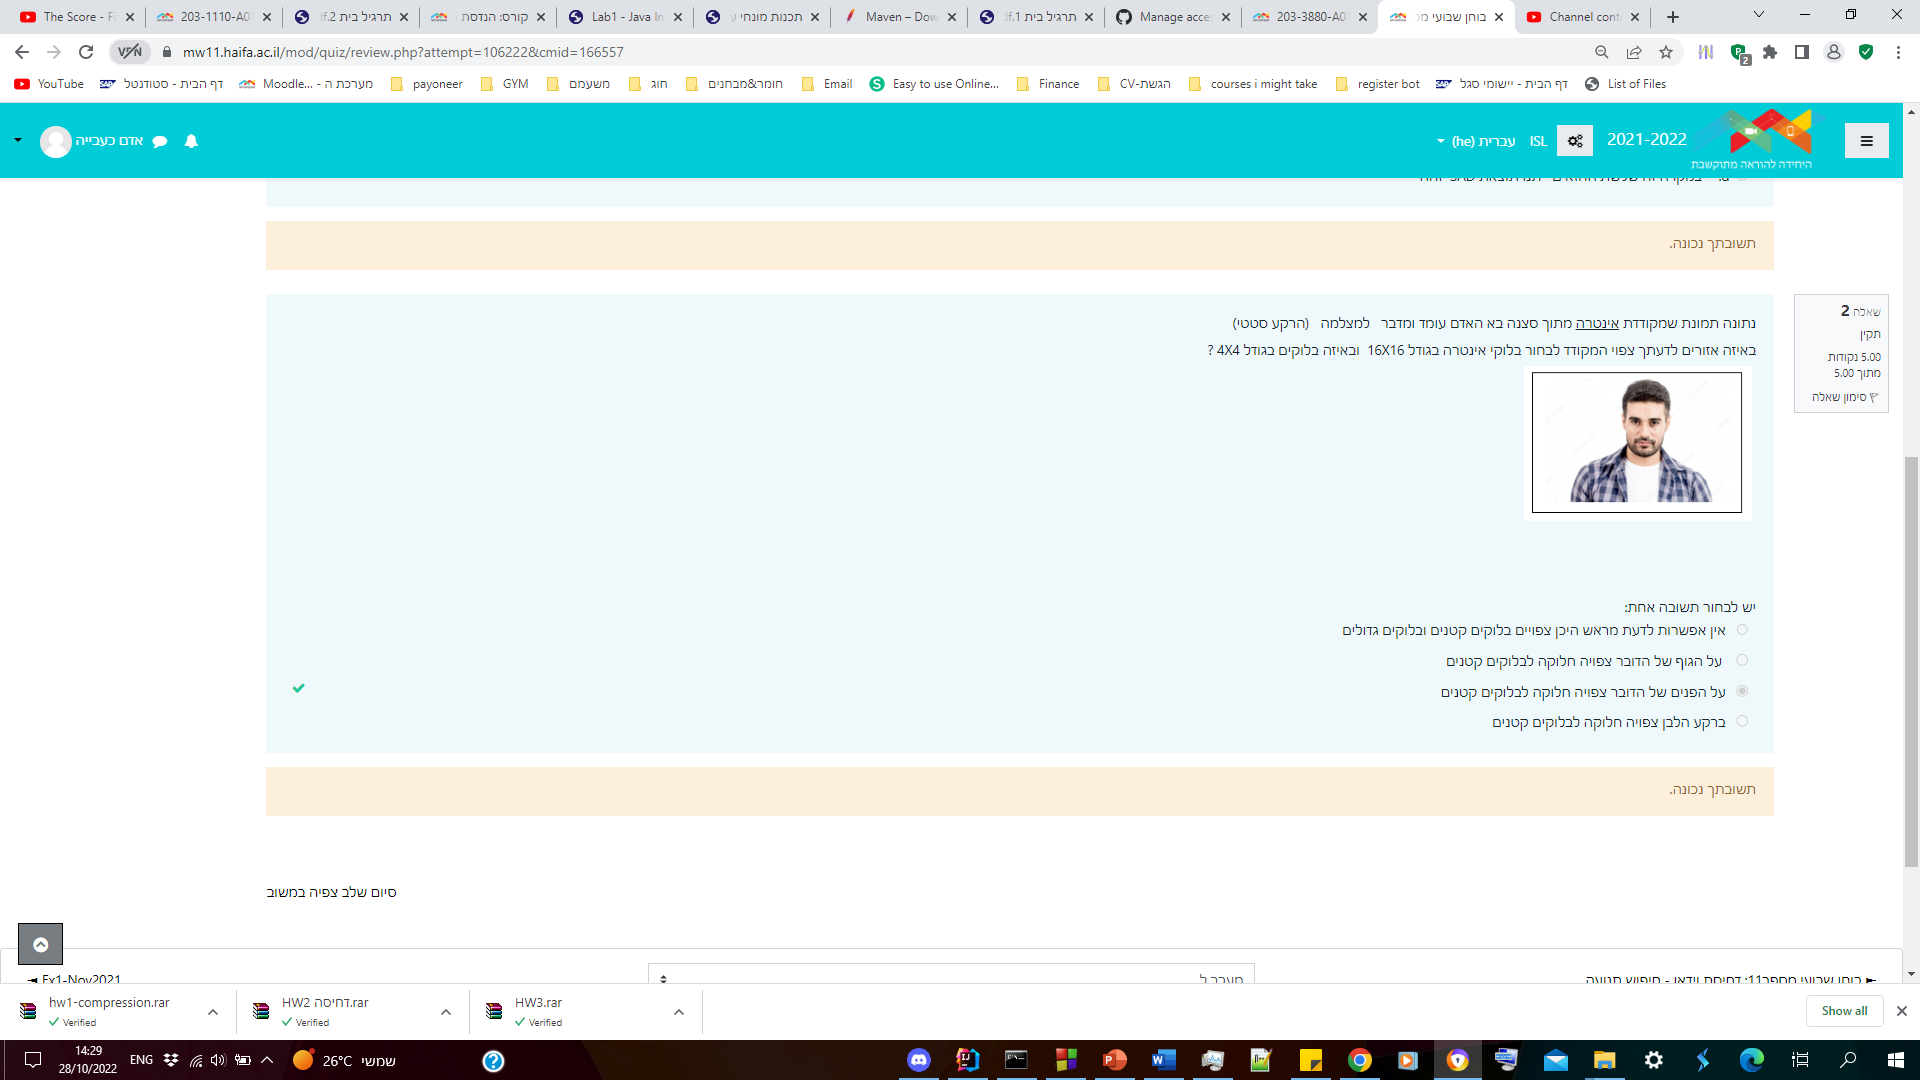 The Score - Fi
203-1110-A01
תרגיל בית 2.
קורס: הנדסת
Lab1 - Java In
תכנות מונחי ע
Maven – Dow
תרגיל בית 1.
Manage acce
203-3880-A01
בוחן שבועי מס
Channel cont
mw11.haifa.ac.il/mod/quiz/review.php?attempt=106222&cmid=166557
YouTube
דף הבית - סטודנטל
Moodle... - מערכת ה
payoneer
GYM
משעמם
חוג
חומר&מבחנים
Email
Easy to use Online...
Finance
הגשת-CV
courses i might take
register bot
דף הבית - יישומי סגל
List of Files
2021-2022
היחידה להוראה מתוקשבת
ISL
עברית (he)
אדם כעבייה
תשובתך נכונה.
שאלה 2
תקין
5.00 נקודות
מתוך 5.00
סימון שאלה
נתונה תמונת שמקודדת אינטרה מתוך סצנה בא האדם עומד ומדבר למצלמה (הרקע סטטי)
באיזה אזורים לדעתך צפוי המקודד לבחור בלוקי אינטרה בגודל 16X16 ובאיזה בלוקים בגודל 4X4 ?
יש לבחור תשובה אחת:
אין אפשרות לדעת מראש היכן צפויים בלוקים קטנים ובלוקים גדולים
על הגוף של הדובר צפויה חלוקה לבלוקים קטנים
על הפנים של הדובר צפויה חלוקה לבלוקים קטנים
ברקע הלבן צפויה חלוקה לבלוקים קטנים
תשובתך נכונה.
סיום שלב צפיה במשוב
► בוחן שבועי מספר11: דחיסת וידאו - חיפוש תנועה
מעבר ל
Ex1-Nov2021 ◄
hw1-compression.rar
Verified
HW2 דחיסה.rar
Verified
HW3.rar
Verified
Show all
14:29
28/10/2022
ENG
26°C שמשי